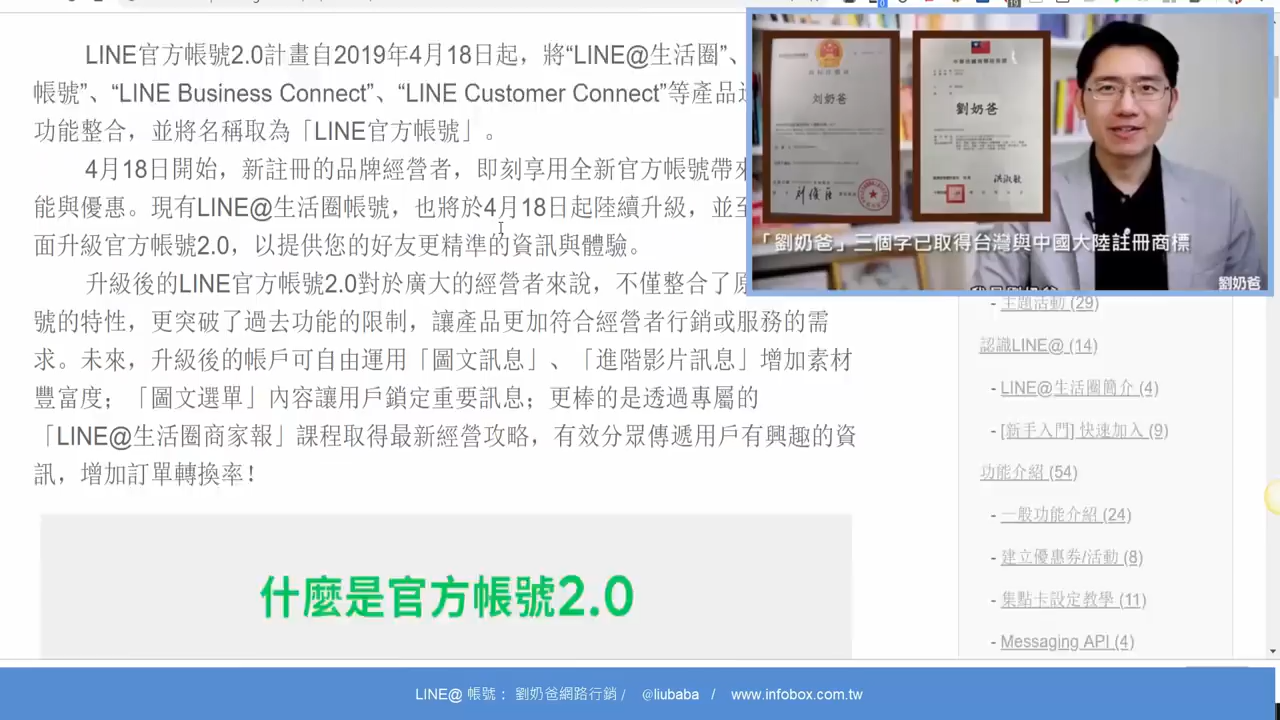 LINE官方帳號2.0計畫自2019年4月18日起，將“LINE@生活圈”、
帳號”、“LINE Business Connect”、“LINE Customer Connect”等產品
功能整合，並將名稱取為「LINE官方帳號」。
4月18日開始，新註冊的品牌經營者，即刻享用全新官方帳號帶
能與優惠。現有LINE@生活圈帳號，也將於4月18日起陸續升級，並
面升級官方帳號2.0，以提供您的好友更精準的資訊與體驗。
升級後的LINE官方帳號2.0對於廣大的經營者來說，不僅整合了
號的特性，更突破了過去功能的限制，讓產品更加符合經營者行銷或服務的需
求。未來，升級後的帳戶可自由運用「圖文訊息」、「進階影片訊息」增加素材
豐富度；「圖文選單」內容讓用戶鎖定重要訊息；更棒的是透過專屬的
「LINE@生活圈商家報」課程取得最新經營攻略，有效分眾傳遞用戶有興趣的資
訊，增加訂單轉換率！
什麼是官方帳號2.0
刘奶爸
劉奶爸
「劉奶爸」三個字已取得台灣與中國大陸註冊商標
劉奶爸
- 主題活動 (29)
認識LINE@ (14)
- LINE@生活圈簡介 (4)
- [新手入門] 快速加入 (9)
功能介紹 (54)
- 一般功能介紹 (24)
- 建立優惠券/活動 (8)
- 集點卡設定教學 (11)
- Messaging API (4)
LINE@ 帳號： 劉奶爸網路行銷 / @liubaba / www.infobox.com.tw